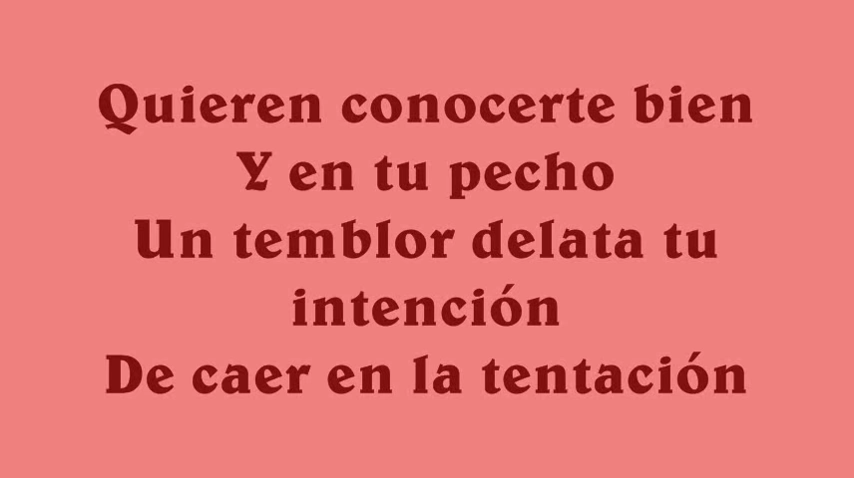 Quieren conocerte bien
Y en tu pecho
Un temblor delata tu
intención
De caer en la tentación